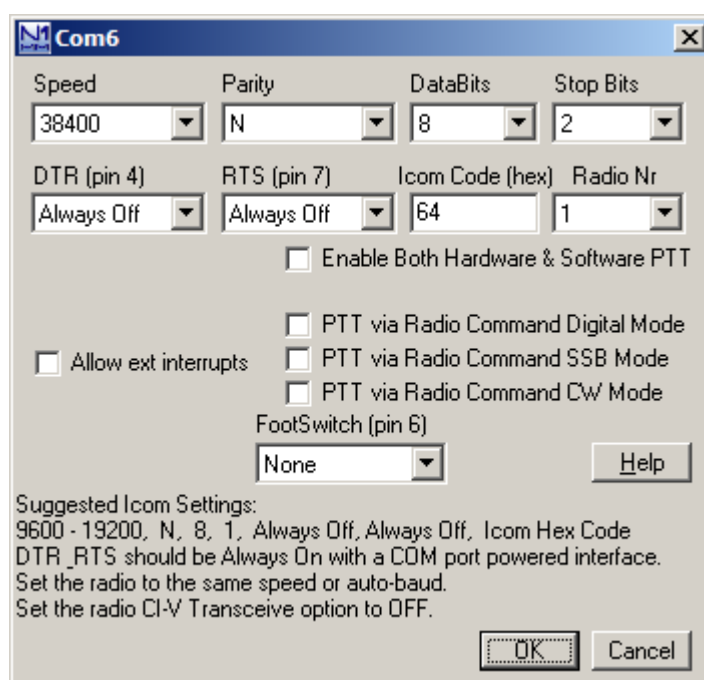 N1 Com6
Speed Parity DataBits Stop Bits
38400 N 8 2
DTR (pin 4) RTS (pin 7) Icom Code (hex) Radio Nr
Always Off Always Off 64 1
Enable Both Hardware & Software PTT
PTT via Radio Command Digital Mode
Allow ext interrupts PTT via Radio Command SSB Mode
PTT via Radio Command CW Mode
FootSwitch (pin 6)
None Help
Suggested Icom Settings:
9600 - 19200, N, 8, 1, Always Off, Always Off, Icom Hex Code
DTR_RTS should be Always On with a COM port powered interface.
Set the radio to the same speed or auto-baud.
Set the radio CI-V Transceive option to OFF.
OK Cancel